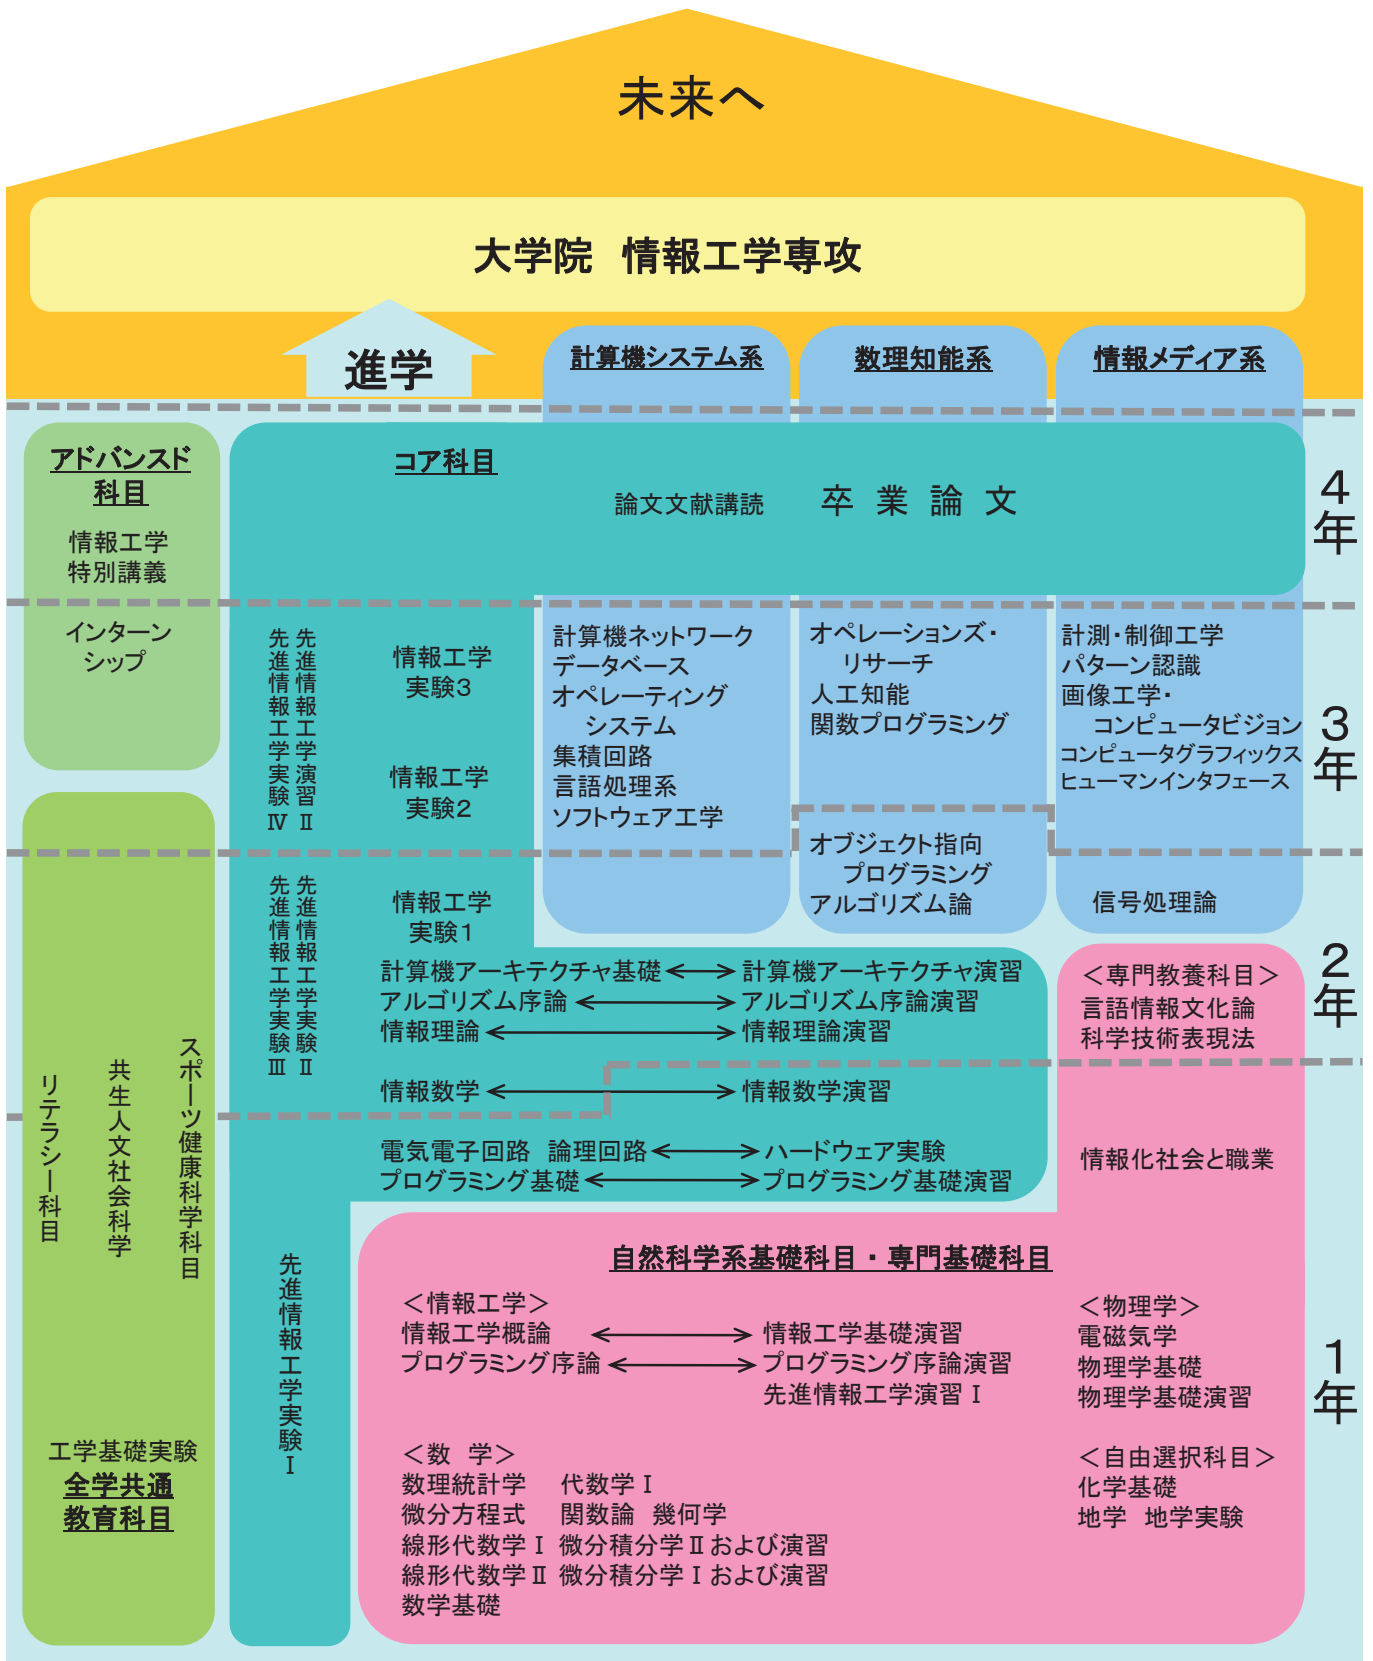 未来へ
大学院 情報工学専攻
進学
計算機システム系
数理知能系
情報メディア系
アドバンスド
科目
情報工学
特別講義
インターン
シップ
コア科目
論文文献講読
卒業論文
4年
先進情報工学実験Ⅳ
先進情報工学演習Ⅱ
情報工学
実験3
情報工学
実験2
計算機ネットワーク
データベース
オペレーティング
システム
集積回路
言語処理系
ソフトウェア工学
オペレーションズ・
リサーチ
人工知能
関数プログラミング
計測・制御工学
パターン認識
画像工学・
コンピュータビジョン
コンピュータグラフィックス
ヒューマンインタフェース
3年
先進情報工学実験Ⅲ
先進情報工学実験Ⅱ
情報工学
実験1
オブジェクト指向
プログラミング
アルゴリズム論
信号処理論
計算機アーキテクチャ基礎 ⟷ 計算機アーキテクチャ演習
アルゴリズム序論 ⟷ アルゴリズム序論演習
情報理論 ⟷ 情報理論演習
情報数学 ⟷ 情報数学演習
<専門教養科目>
言語情報文化論
科学技術表現法
2年
電気電子回路 論理回路 ⟷ ハードウェア実験
プログラミング基礎 ⟷ プログラミング基礎演習
情報化社会と職業
リテラシー科目
共生人文社会科学
スポーツ健康科学科目
工学基礎実験
全学共通
教育科目
先進情報工学実験Ⅰ
自然科学系基礎科目・専門基礎科目
<情報工学>
情報工学概論 ⟷ 情報工学基礎演習
プログラミング序論 ⟷ プログラミング序論演習
先進情報工学演習Ⅰ
<数 学>
数理統計学 代数学Ⅰ
微分方程式 関数論 幾何学
線形代数学Ⅰ 微分積分学Ⅱおよび演習
線形代数学Ⅱ 微分積分学Ⅰおよび演習
数学基礎
<物理学>
電磁気学
物理学基礎
物理学基礎演習
<自由選択科目>
化学基礎
地学 地学実験
1年